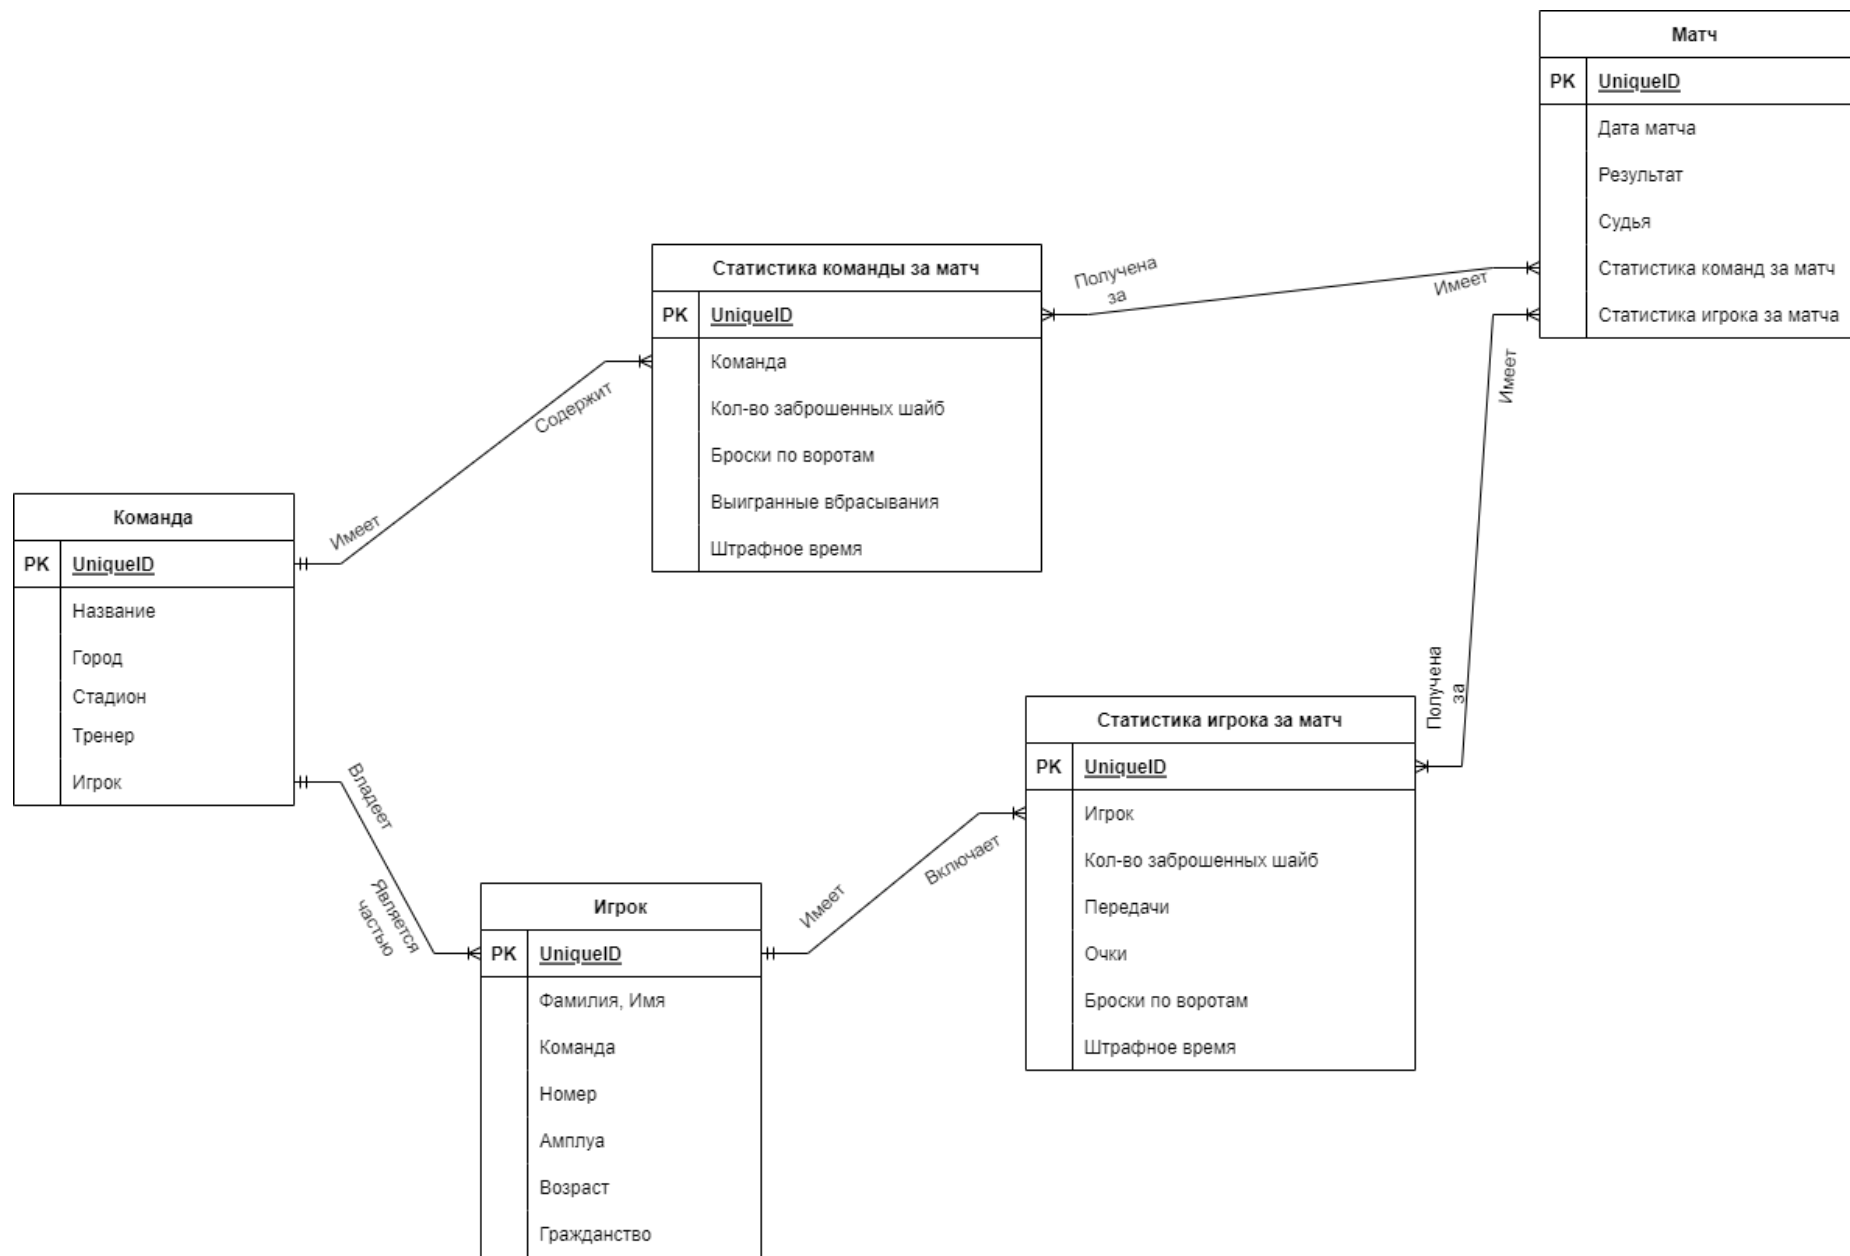 Матч
PK UniqueID
Дата матча
Результат
Судья
Статистика команд за матч
Статистика игрока за матча
Статистика команды за матч
PK UniqueID
Команда
Кол-во заброшенных шайб
Броски по воротам
Выигранные вбрасывания
Штрафное время
Получена
за
Имеет
Имеет
Получена
за
Содержит
Имеет
Команда
PK UniqueID
Название
Город
Стадион
Тренер
Игрок
Владеет
Является
частью
Статистика игрока за матч
PK UniqueID
Игрок
Кол-во заброшенных шайб
Передачи
Очки
Броски по воротам
Штрафное время
Имеет
Включает
Игрок
PK UniqueID
Фамилия, Имя
Команда
Номер
Амплуа
Возраст
Гражданство